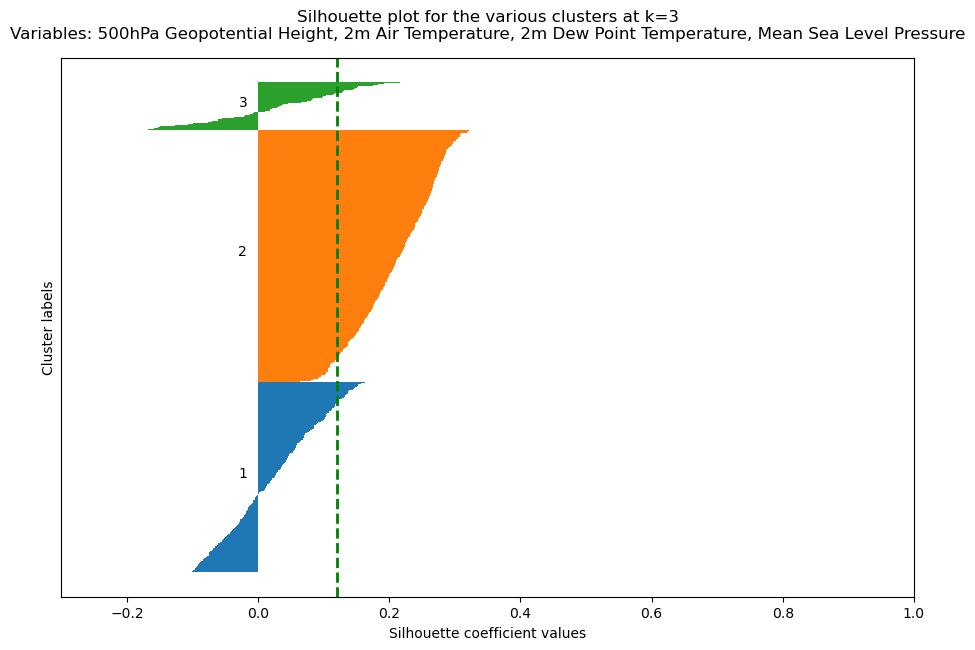 Silhouette plot for the various clusters at k=3
Variables: 500hPa Geopotential Height, 2m Air Temperature, 2m Dew Point Temperature, Mean Sea Level Pressure
Cluster labels
3
2
1
−0.2 0.0 0.2 0.4 0.6 0.8 1.0
Silhouette coefficient values